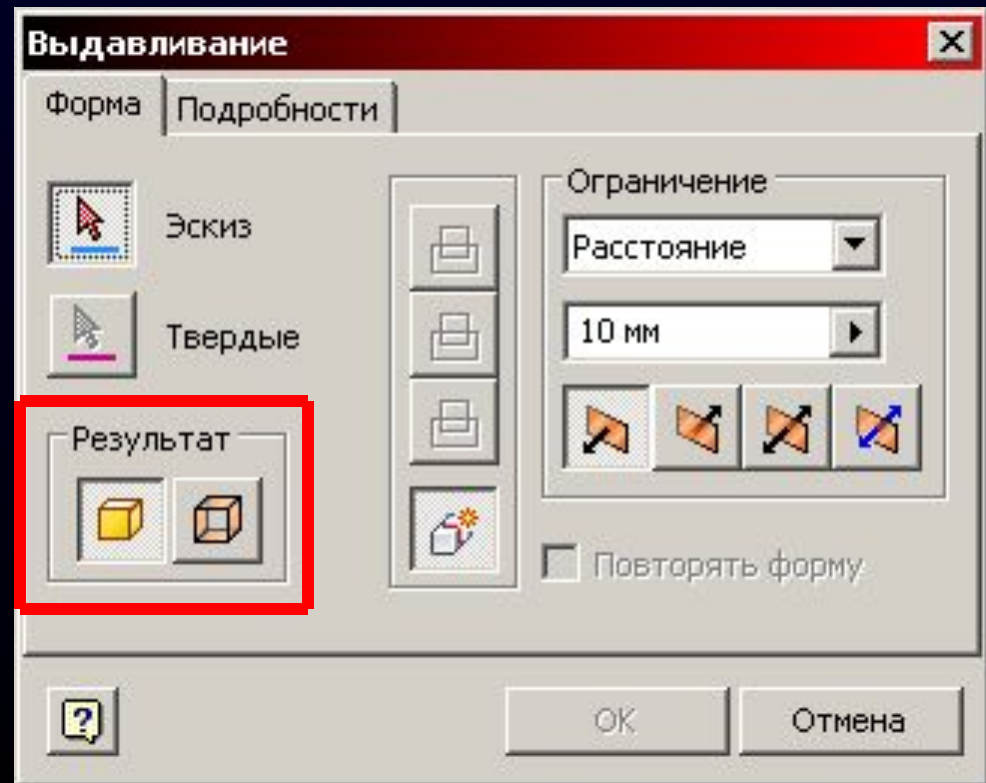 Выдавливание
Форма
Подробности
Эскиз
Твердые
Результат
Ограничение
Расстояние
10 мм
Повторять форму
OK
Отмена